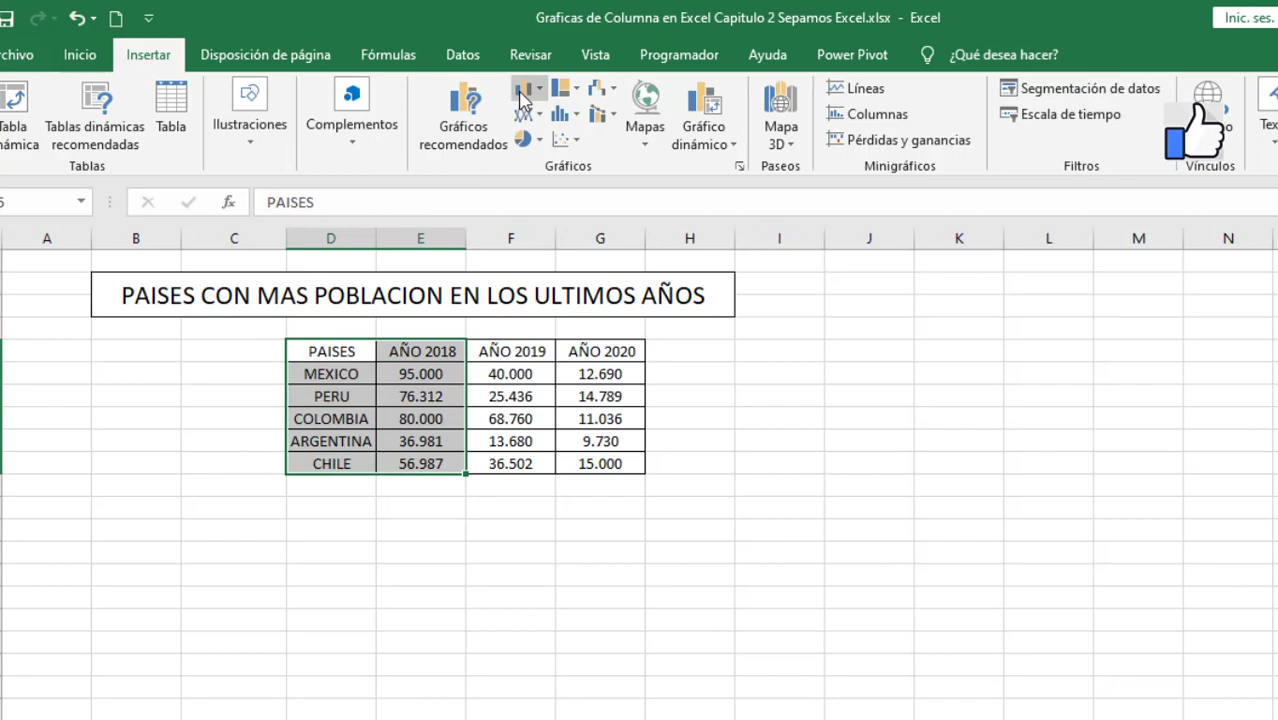 Graficas de Columna en Excel Capitulo 2 Sepamos Excel.xlsx - Excel
Inic. ses.
rchivo Inicio Insertar Disposición de página Fórmulas Datos Revisar Vista Programador Ayuda Power Pivot ¿Qué desea hacer?
Tabla
námica
Tablas dinámicas
recomendadas
Tabla
Tablas
Ilustraciones
Complementos
Gráficos
recomendados
Mapas
Gráfico
dinámico
Gráficos
Mapa
3D
Paseos
Líneas
Columnas
Pérdidas y ganancias
Minigráficos
Segmentación de datos
Escala de tiempo
Filtros
Vínculos
PAISES
A B C D E F G H I J K L M N
PAISES CON MAS POBLACION EN LOS ULTIMOS AÑOS
PAISES AÑO 2018 AÑO 2019 AÑO 2020
MEXICO 95.000 40.000 12.690
PERU 76.312 25.436 14.789
COLOMBIA 80.000 68.760 11.036
ARGENTINA 36.981 13.680 9.730
CHILE 56.987 36.502 15.000